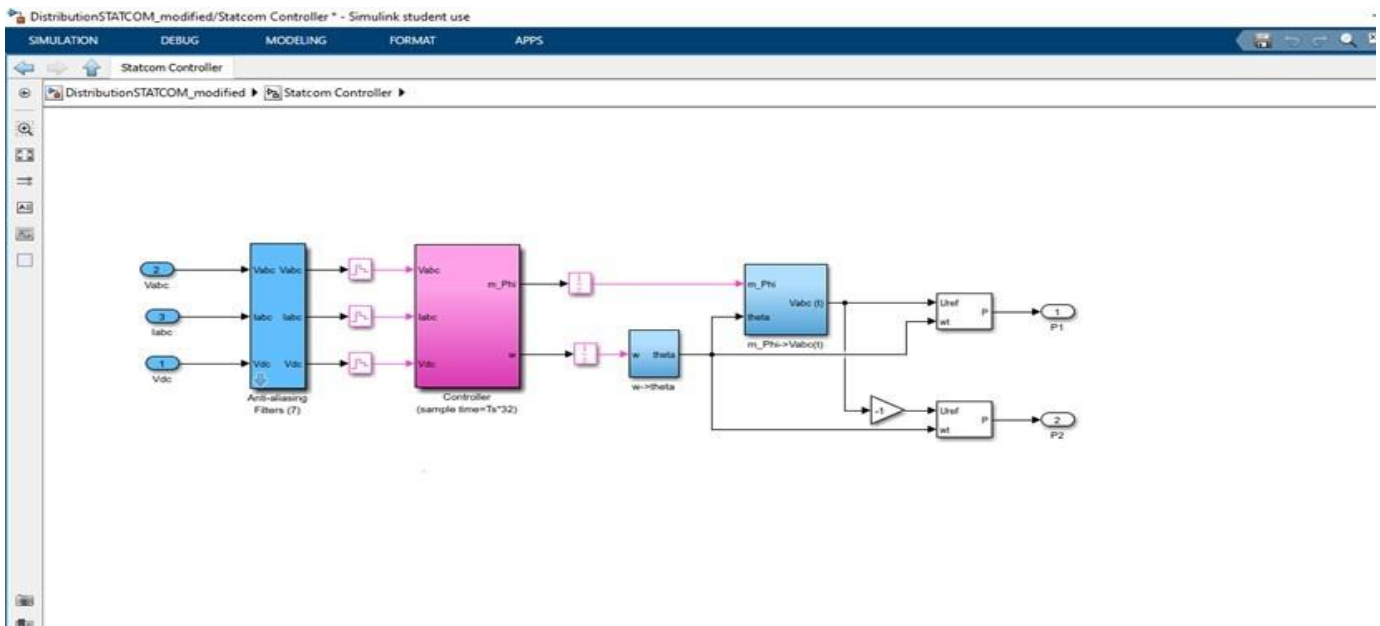 DistributionSTATCOM_modified/Statcom Controller * - Simulink student use
SIMULATION DEBUG MODELING FORMAT APPS
Statcom Controller
DistributionSTATCOM_modified Statcom Controller
2
Vabc
3
Iabc
1
Vdc
Vabc Vabc
Iabc Iabc
Vdc Vdc
Anti-aliasing
Filters (7)
Vabc
Iabc
Vdc
m_Phi
w
Controller
(sample time=Ts*32)
w theta
w->theta
m_Phi
theta
Vabc (t)
m_Phi->Vabc(t)
-1
Uref
wt
P
1
P1
Uref
wt
P
2
P2